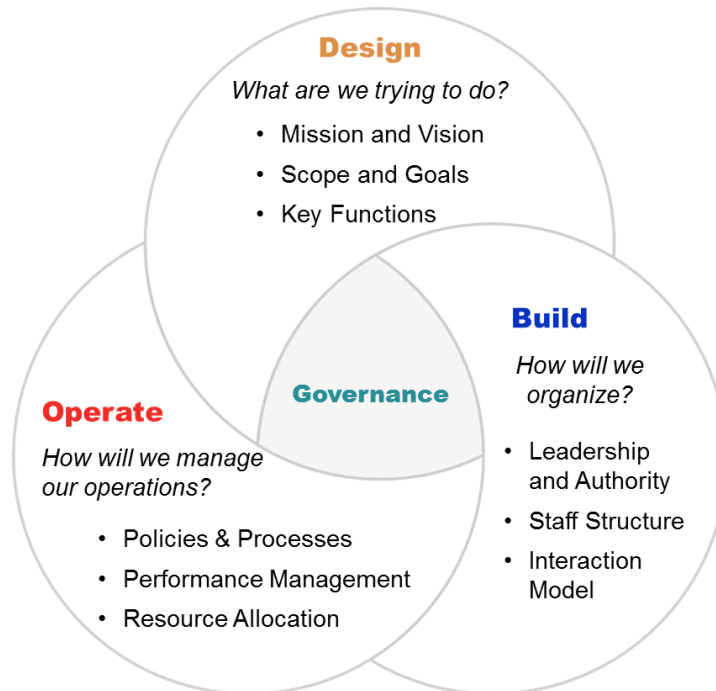 Design
What are we trying to do?
• Mission and Vision
• Scope and Goals
• Key Functions
Build
How will we
organize?
• Leadership
and Authority
• Staff Structure
• Interaction
Model
Governance
Operate
How will we manage
our operations?
• Policies & Processes
• Performance Management
• Resource Allocation